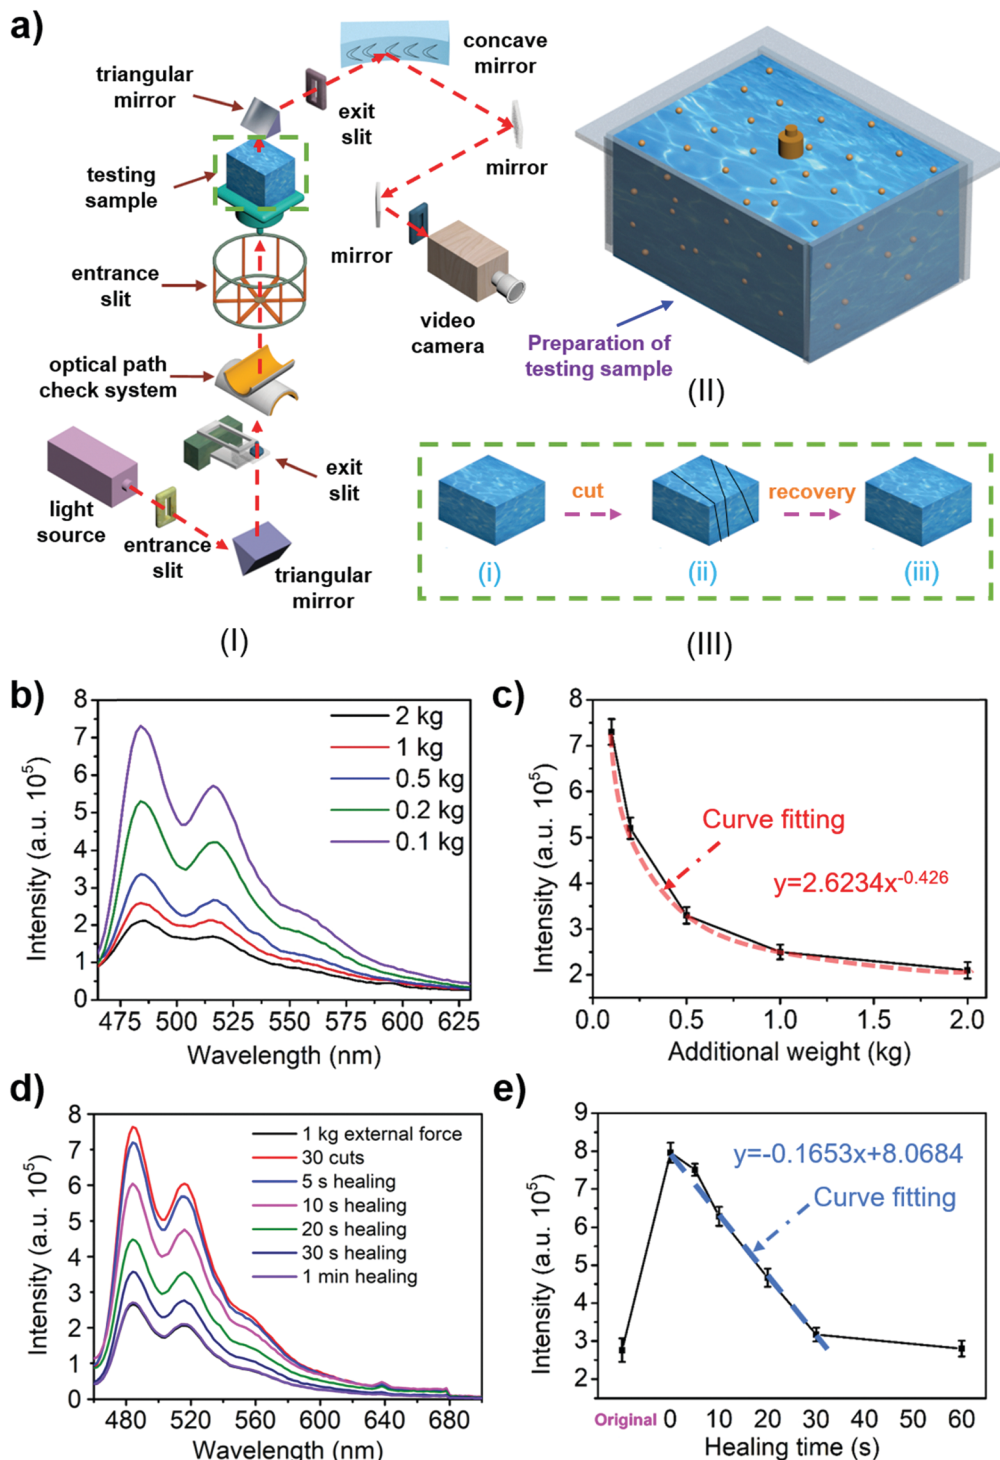 a)
triangular
mirror
exit
slit
concave
mirror
mirror
testing
sample
mirror
entrance
slit
video
camera
optical path
check system
Preparation of
testing sample
(II)
light
source
entrance
slit
exit
slit
triangular
mirror
(I)
cut
recovery
(i)
(ii)
(iii)
(III)
b)
8
7
6
5
4
3
2
1
0
Intensity (a.u. 10⁵)
2 kg
1 kg
0.5 kg
0.2 kg
0.1 kg
475 500 525 550 575 600 625
Wavelength (nm)
c)
8
7
6
5
4
3
2
Intensity (a.u. 10⁵)
Curve fitting
y=2.6234x⁻⁰·⁴²⁶
0.0 0.5 1.0 1.5 2.0
Additional weight (kg)
d)
8
7
6
5
4
3
2
1
0
Intensity (a.u. 10⁵)
1 kg external force
30 cuts
5 s healing
10 s healing
20 s healing
30 s healing
1 min healing
480 520 560 600 640 680
Wavelength (nm)
e)
9
8
7
6
5
4
3
2
Intensity (a.u. 10⁵)
y=-0.1653x+8.0684
Curve fitting
Original 0 10 20 30 40 50 60
Healing time (s)